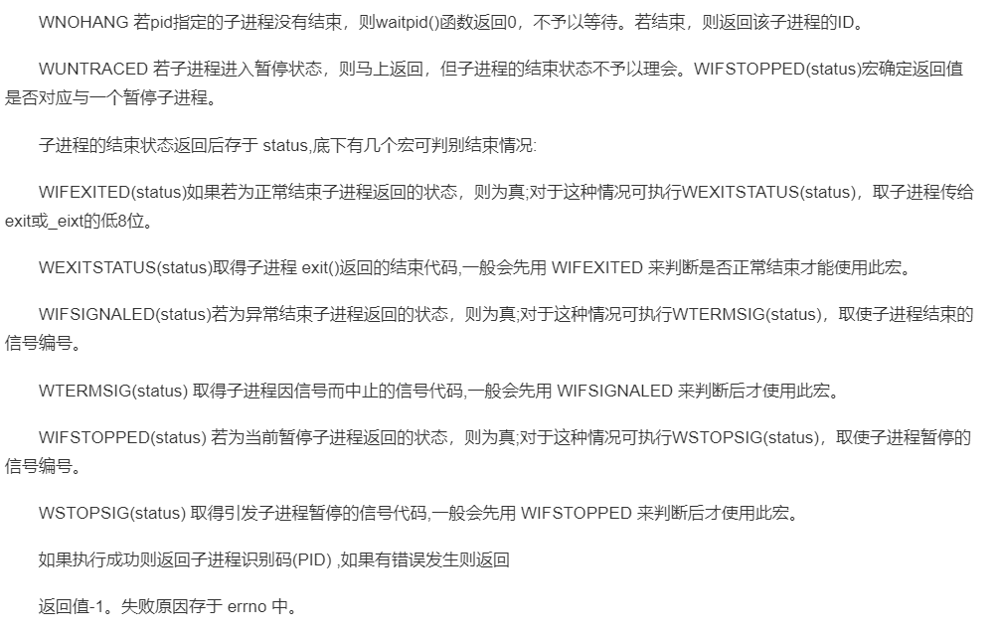 WNOHANG 若pid指定的子进程没有结束，则waitpid()函数返回0，不予以等待。若结束，则返回该子进程的ID。
WUNTRACED 若子进程进入暂停状态，则马上返回，但子进程的结束状态不予以理会。WIFSTOPPED(status)宏确定返回值
是否对应与一个暂停子进程。
子进程的结束状态返回后存于 status,底下有几个宏可判别结束情况:
WIFEXITED(status)如果若为正常结束子进程返回的状态，则为真;对于这种情况可执行WEXITSTATUS(status)，取子进程传给
exit或_eixt的低8位。
WEXITSTATUS(status)取得子进程 exit()返回的结束代码,一般会先用 WIFEXITED 来判断是否正常结束才能使用此宏。
WIFSIGNALED(status)若为异常结束子进程返回的状态，则为真;对于这种情况可执行WTERMSIG(status)，取使子进程结束的
信号编号。
WTERMSIG(status) 取得子进程因信号而中止的信号代码,一般会先用 WIFSIGNALED 来判断后才使用此宏。
WIFSTOPPED(status) 若为当前暂停子进程返回的状态，则为真;对于这种情况可执行WSTOPSIG(status)，取使子进程暂停的
信号编号。
WSTOPSIG(status) 取得引发子进程暂停的信号代码,一般会先用 WIFSTOPPED 来判断后才使用此宏。
如果执行成功则返回子进程识别码(PID) ,如果有错误发生则返回
返回值-1。失败原因存于 errno 中。